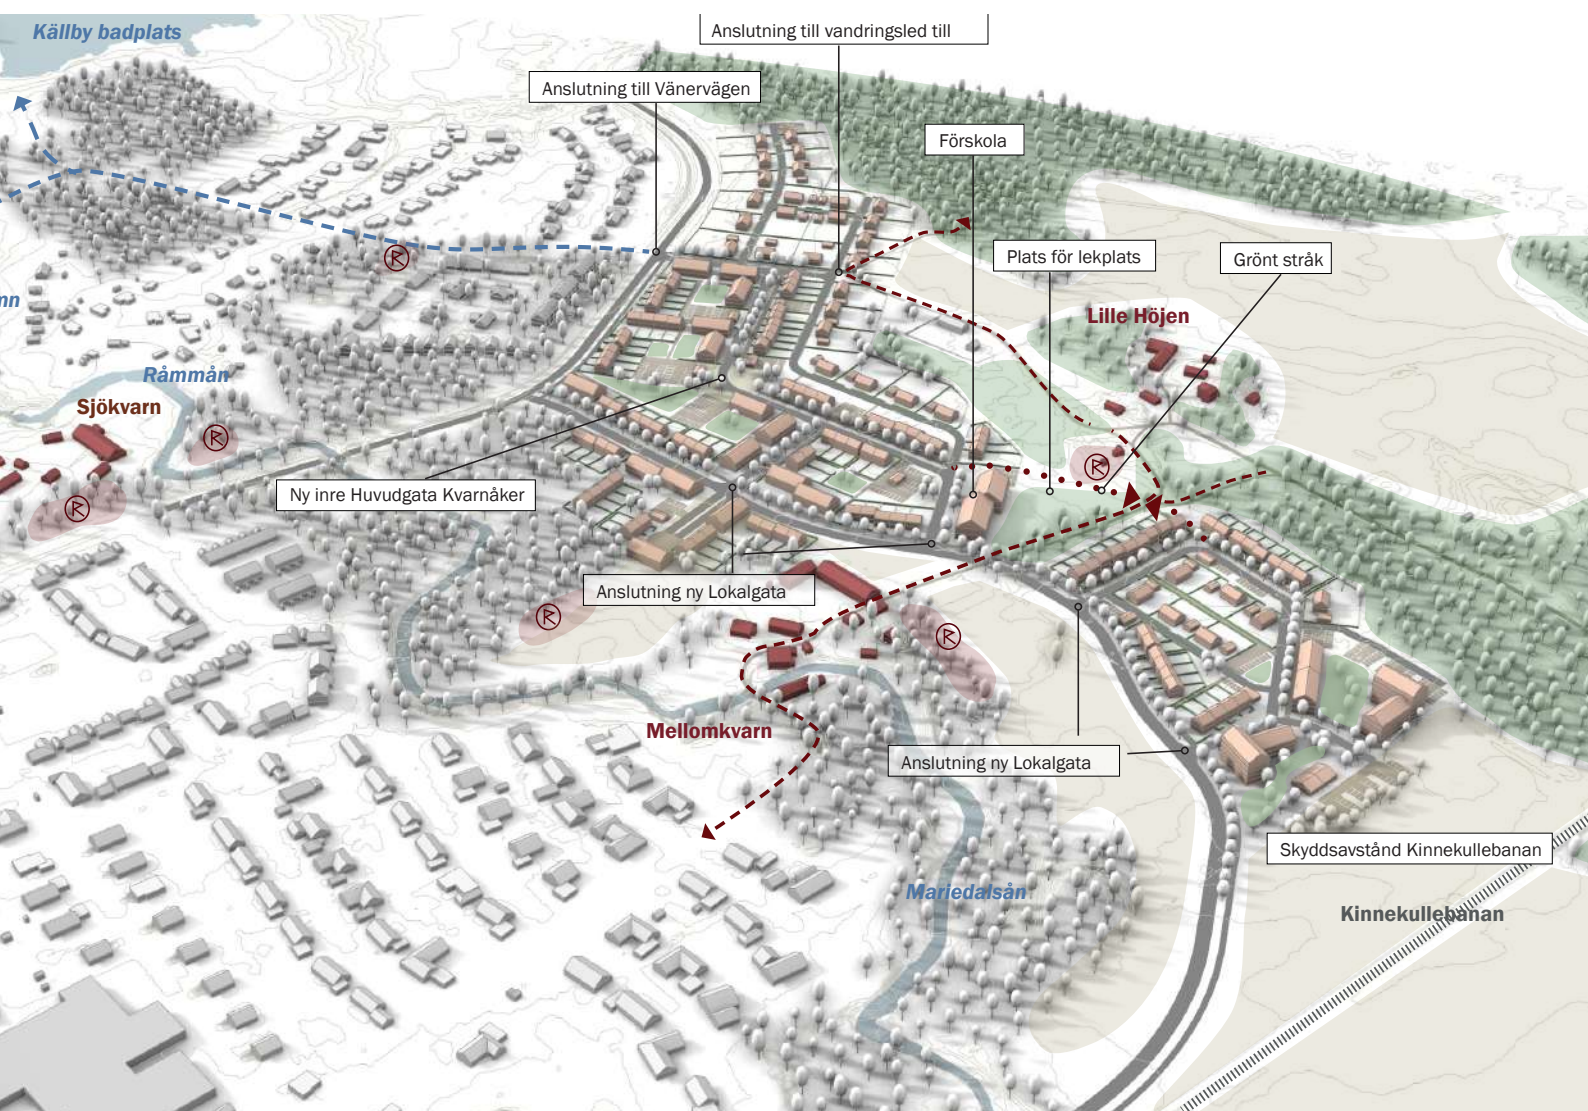 Källby badplats
Anslutning till vandringsled till
Anslutning till Vänervägen
Förskola
Plats för lekplats
Grönt stråk
Lille Höjen
Råmmån
Sjökvarn
Ny inre Huvudgata Kvarnåker
Anslutning ny Lokalgata
Mellomkvarn
Anslutning ny Lokalgata
Skyddsavstånd Kinnekullebanan
Mariedalsån
Kinnekullebanan
R
R
R
R
R
R